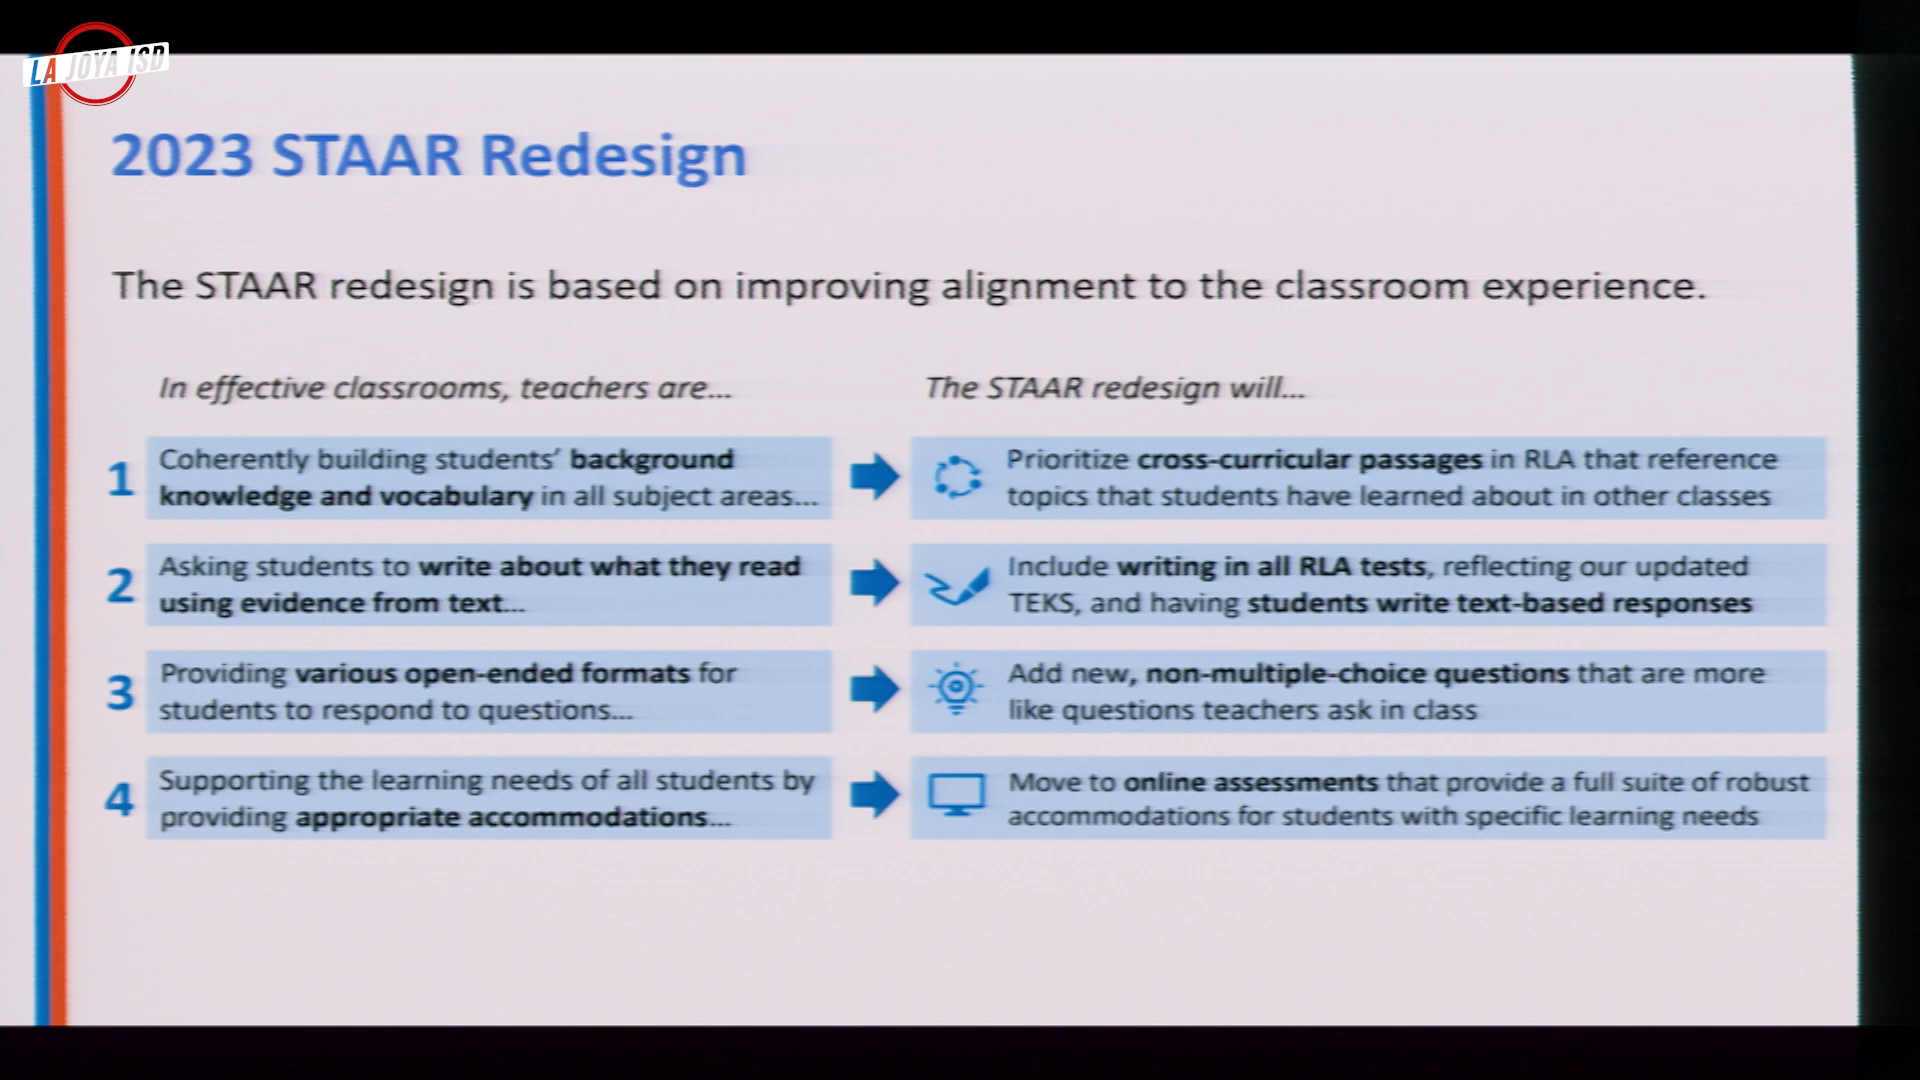 LA JOYA ISD
2023 STAAR Redesign
The STAAR redesign is based on improving alignment to the classroom experience.
In effective classrooms, teachers are...
The STAAR redesign will...
1
Coherently building students’ background
knowledge and vocabulary in all subject areas...
Prioritize cross-curricular passages in RLA that reference
topics that students have learned about in other classes
2
Asking students to write about what they read
using evidence from text...
Include writing in all RLA tests, reflecting our updated
TEKS, and having students write text-based responses
3
Providing various open-ended formats for
students to respond to questions...
Add new, non-multiple-choice questions that are more
like questions teachers ask in class
4
Supporting the learning needs of all students by
providing appropriate accommodations...
Move to online assessments that provide a full suite of robust
accommodations for students with specific learning needs